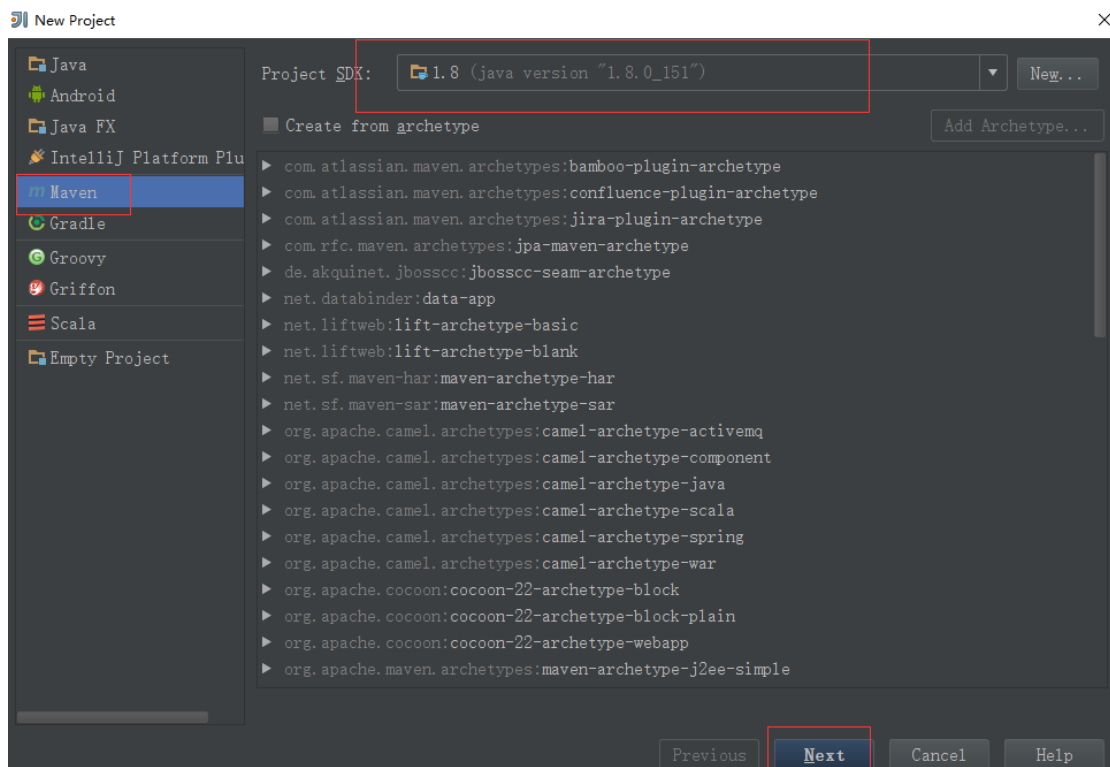 New Project
Java
Android
Java FX
IntelliJ Platform Plu
Maven
Gradle
Groovy
Griffon
Scala
Empty Project
Project SDK: 1.8 (java version "1.8.0_151") New...
Create from archetype Add Archetype...
com.atlassian.maven.archetypes:bamboo-plugin-archetype
com.atlassian.maven.archetypes:confluence-plugin-archetype
com.atlassian.maven.archetypes:jira-plugin-archetype
com.rfc.maven.archetypes:jpa-maven-archetype
de.akquinet.jbosscc:jbosscc-seam-archetype
net.databinder:data-app
net.liftweb:lift-archetype-basic
net.liftweb:lift-archetype-blank
net.sf.maven-har:maven-archetype-har
net.sf.maven-sar:maven-archetype-sar
org.apache.camel.archetypes:camel-archetype-activemq
org.apache.camel.archetypes:camel-archetype-component
org.apache.camel.archetypes:camel-archetype-java
org.apache.camel.archetypes:camel-archetype-scala
org.apache.camel.archetypes:camel-archetype-spring
org.apache.camel.archetypes:camel-archetype-war
org.apache.cocoon:cocoon-22-archetype-block
org.apache.cocoon:cocoon-22-archetype-block-plain
org.apache.cocoon:cocoon-22-archetype-webapp
org.apache.maven.archetypes:maven-archetype-j2ee-simple
Previous Next Cancel Help